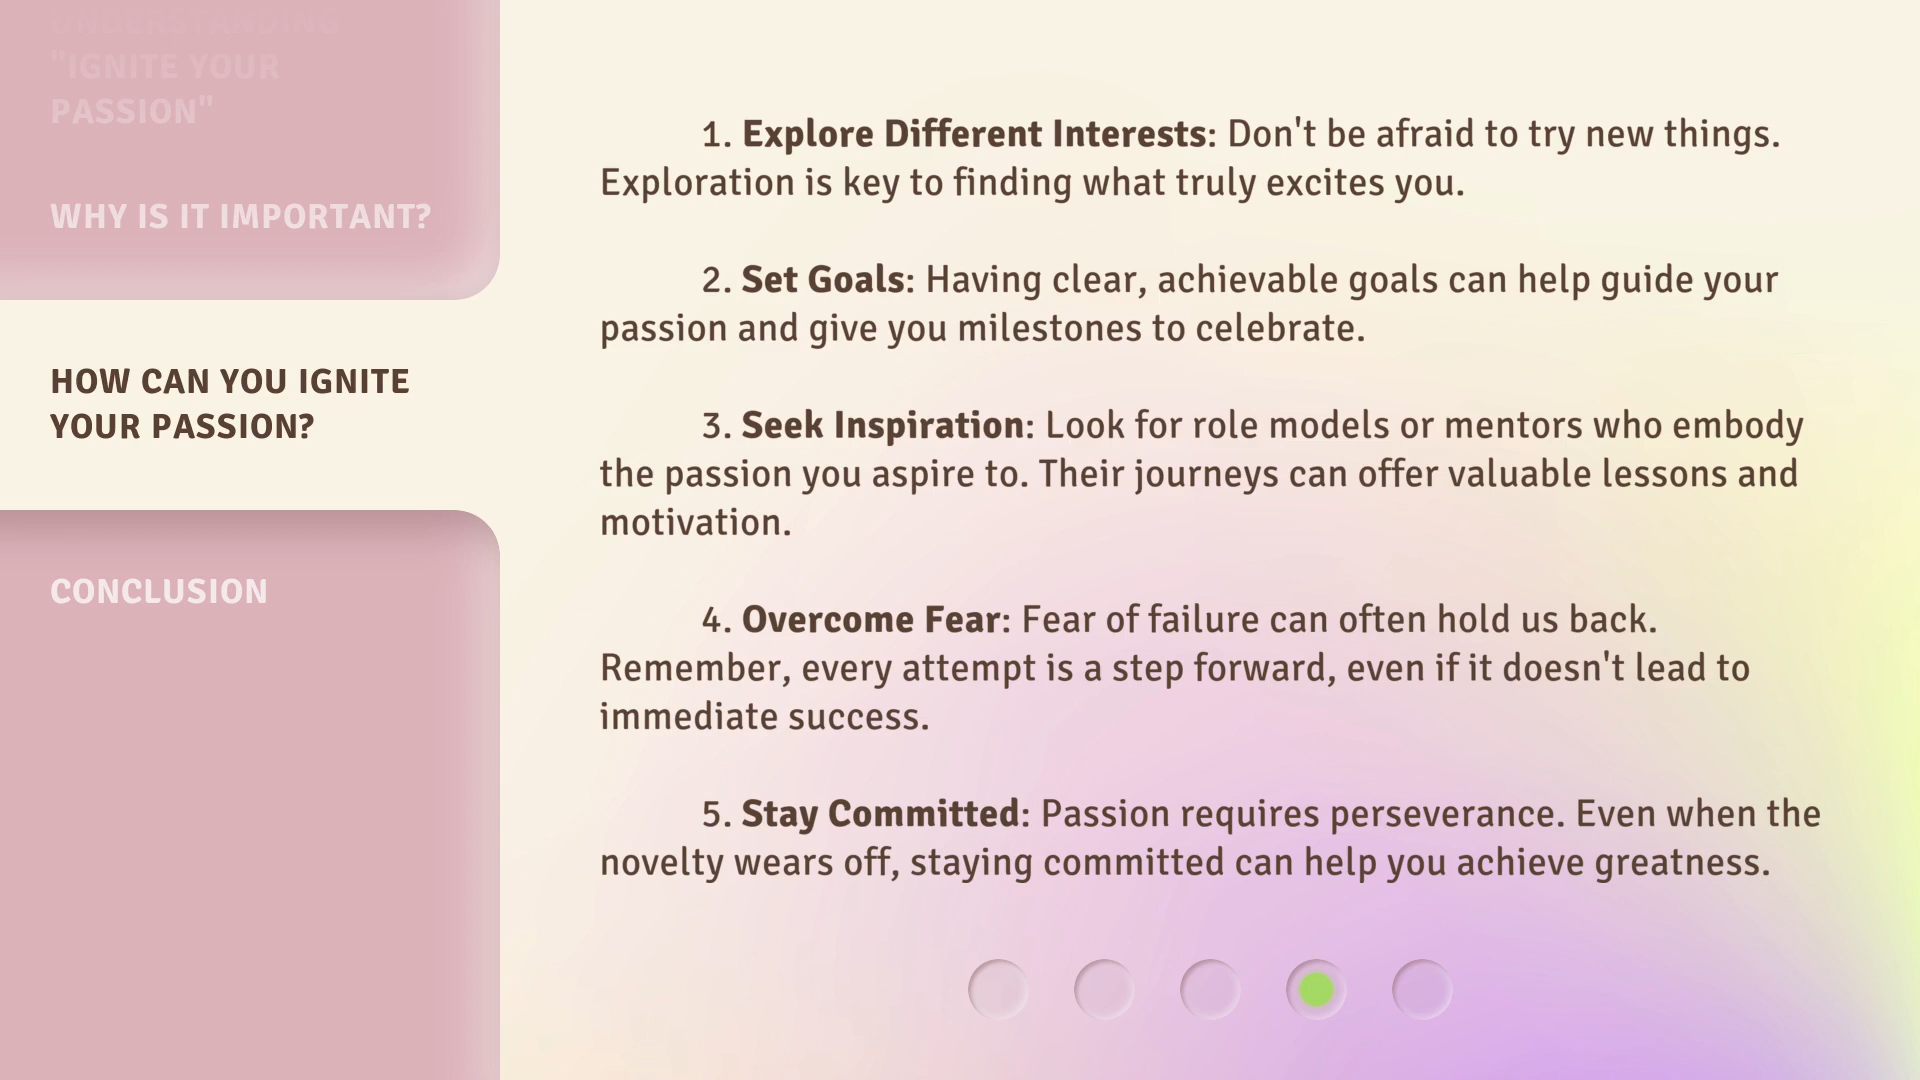 UNDERSTANDING
"IGNITE YOUR
PASSION"
WHY IS IT IMPORTANT?
HOW CAN YOU IGNITE
YOUR PASSION?
CONCLUSION
1. Explore Different Interests: Don't be afraid to try new things.
Exploration is key to finding what truly excites you.
2. Set Goals: Having clear, achievable goals can help guide your
passion and give you milestones to celebrate.
3. Seek Inspiration: Look for role models or mentors who embody
the passion you aspire to. Their journeys can offer valuable lessons and
motivation.
4. Overcome Fear: Fear of failure can often hold us back.
Remember, every attempt is a step forward, even if it doesn't lead to
immediate success.
5. Stay Committed: Passion requires perseverance. Even when the
novelty wears off, staying committed can help you achieve greatness.